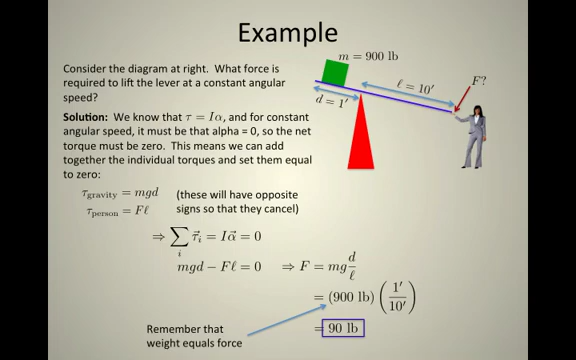 Example
m = 900 lb
F?
ℓ = 10′
d = 1′
Consider the diagram at right. What force is
required to lift the lever at a constant angular
speed?
Solution: We know that τ = Iα, and for constant
angular speed, it must be that alpha = 0, so the net
torque must be zero. This means we can add
together the individual torques and set them equal
to zero:
τgravity = mgd (these will have opposite
τperson = Fℓ signs so that they cancel)
⇒ ∑i τ⃗i = Iα⃗ = 0
mgd − Fℓ = 0 ⇒ F = mg d/ℓ
= (900 lb) (1′/10′)
= 90 lb
Remember that
weight equals force